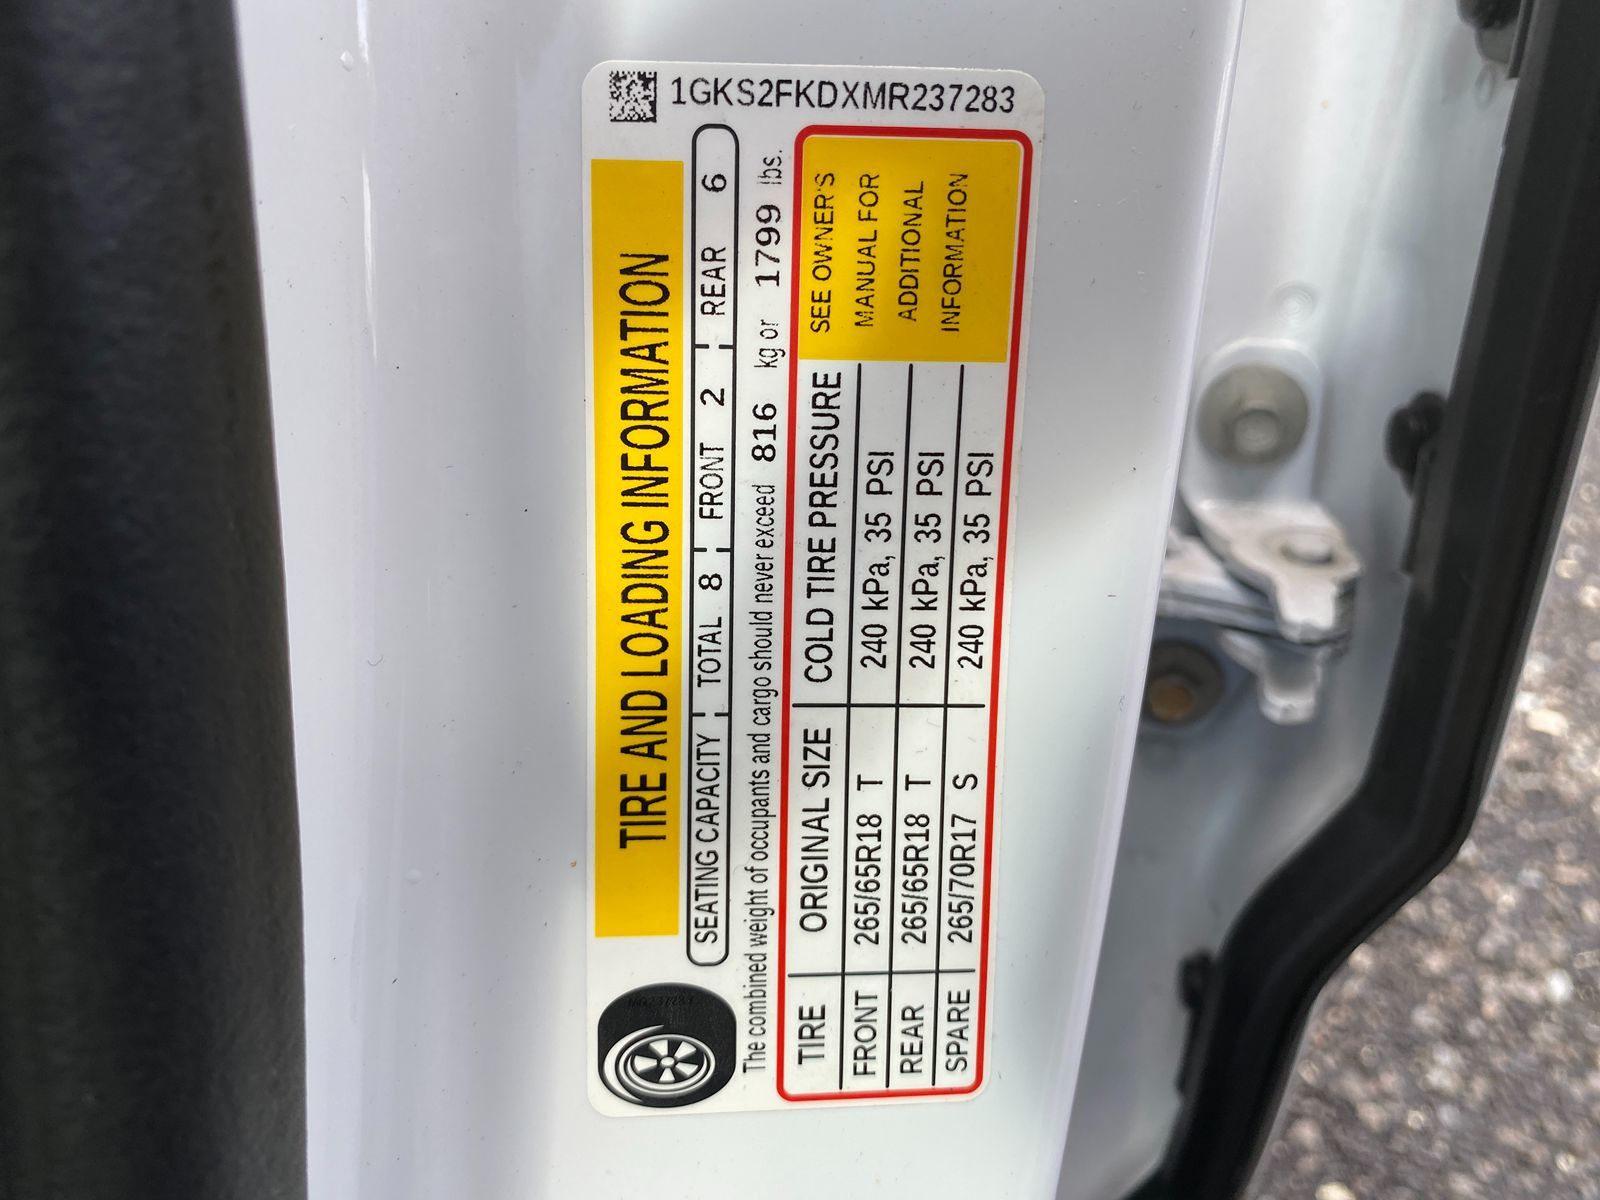 1GKS2FKDXMR237283
TIRE AND LOADING INFORMATION
SEATING CAPACITY TOTAL 8 FRONT 2 REAR 6
The combined weight of occupants and cargo should never exceed 816 kg or 1799 lbs.
TIRE ORIGINAL SIZE COLD TIRE PRESSURE
FRONT 265/65R18 T 240 kPa, 35 PSI
REAR 265/65R18 T 240 kPa, 35 PSI
SPARE 265/70R17 S 240 kPa, 35 PSI
SEE OWNER'S
MANUAL FOR
ADDITIONAL
INFORMATION
MR237283